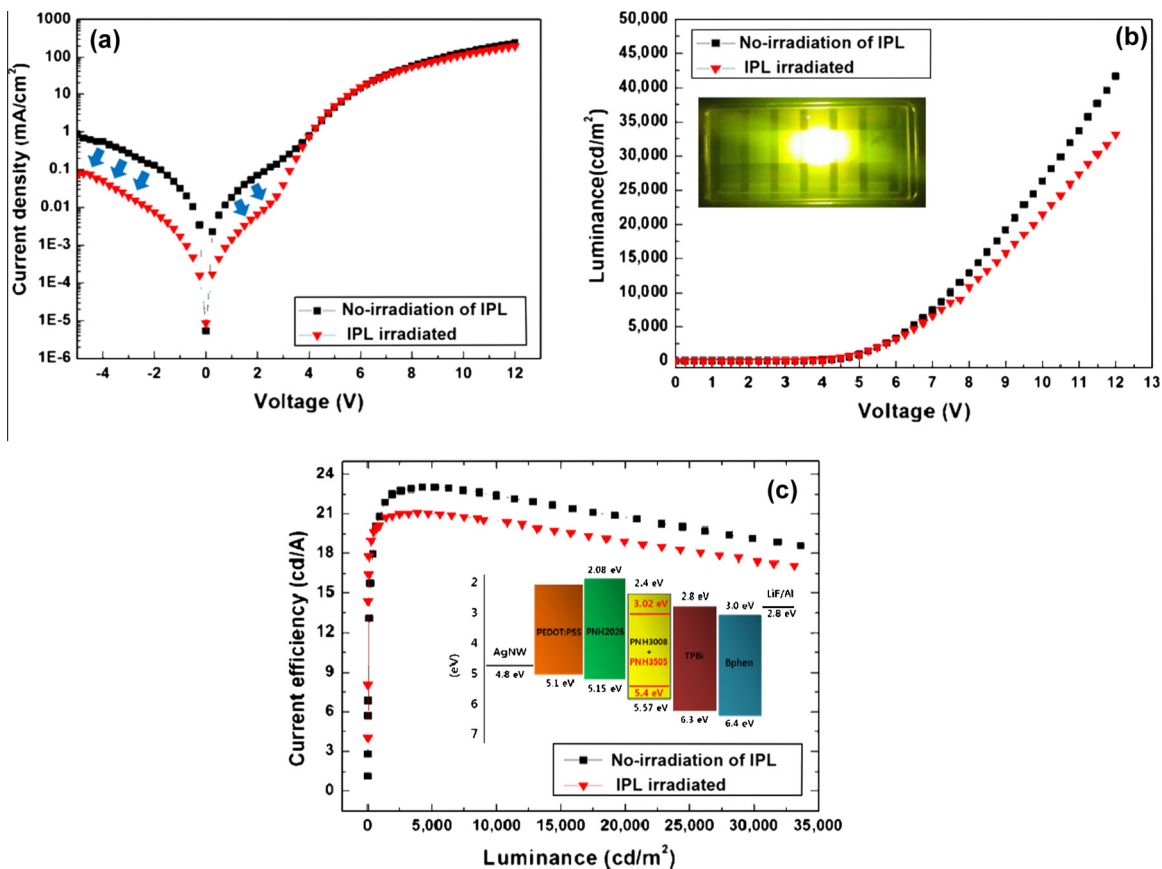 (a)
Current density (mA/cm²)
1000
100
10
1
0.1
0.01
1E-3
1E-4
1E-5
1E-6
No-irradiation of IPL
IPL irradiated
-4 -2 0 2 4 6 8 10 12
Voltage (V)
(b)
Luminance(cd/m²)
50,000
45,000
40,000
35,000
30,000
25,000
20,000
15,000
10,000
5,000
0
No-irradiation of IPL
IPL irradiated
0 1 2 3 4 5 6 7 8 9 10 11 12 13
Voltage (V)
(c)
Current efficiency (cd/A)
24
21
18
15
12
9
6
3
0
(eV)
2
3
4
5
6
7
AgNW
4.8 eV
PEDOT:PSS
5.1 eV
2.08 eV
PNH2026
5.15 eV
2.4 eV
3.02 eV
PNH3008
+
PNH3505
5.4 eV
5.57 eV
2.8 eV
TPBi
6.3 eV
3.0 eV
Bphen
6.4 eV
LiF/Al
2.8 eV
No-irradiation of IPL
IPL irradiated
0 5,000 10,000 15,000 20,000 25,000 30,000 35,000
Luminance (cd/m²)